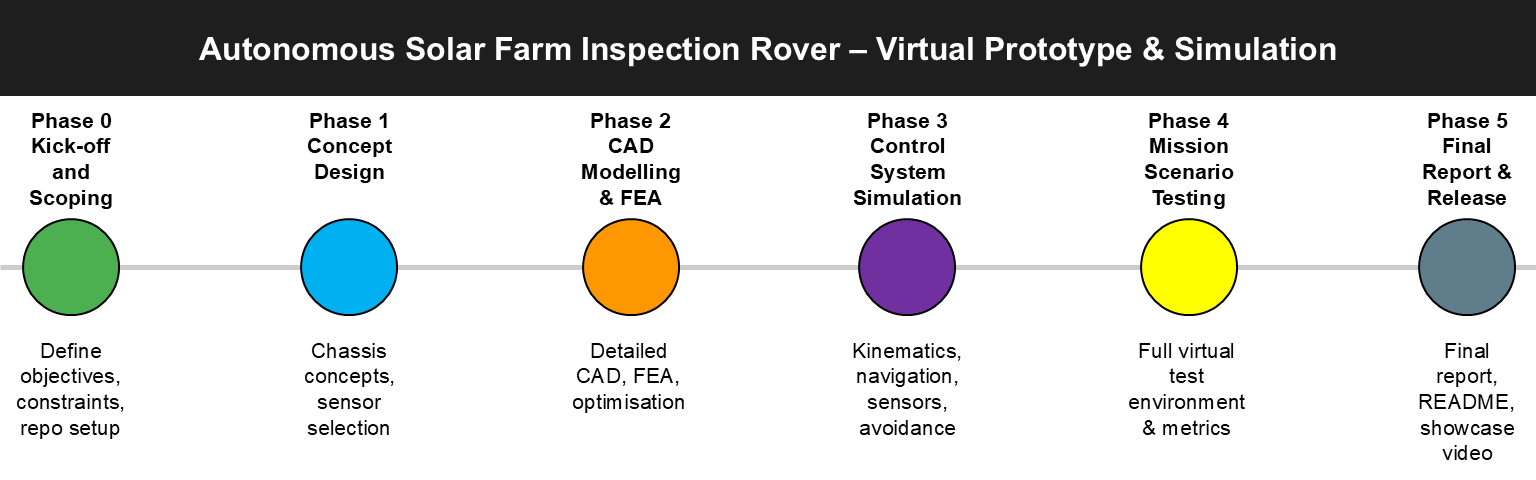 Autonomous Solar Farm Inspection Rover – Virtual Prototype & Simulation
Phase 0
Kick-off
and
Scoping
Phase 1
Concept
Design
Phase 2
CAD
Modelling
& FEA
Phase 3
Control
System
Simulation
Phase 4
Mission
Scenario
Testing
Phase 5
Final
Report &
Release
Define
objectives,
constraints,
repo setup
Chassis
concepts,
sensor
selection
Detailed
CAD, FEA,
optimisation
Kinematics,
navigation,
sensors,
avoidance
Full virtual
test
environment
& metrics
Final
report,
README,
showcase
video